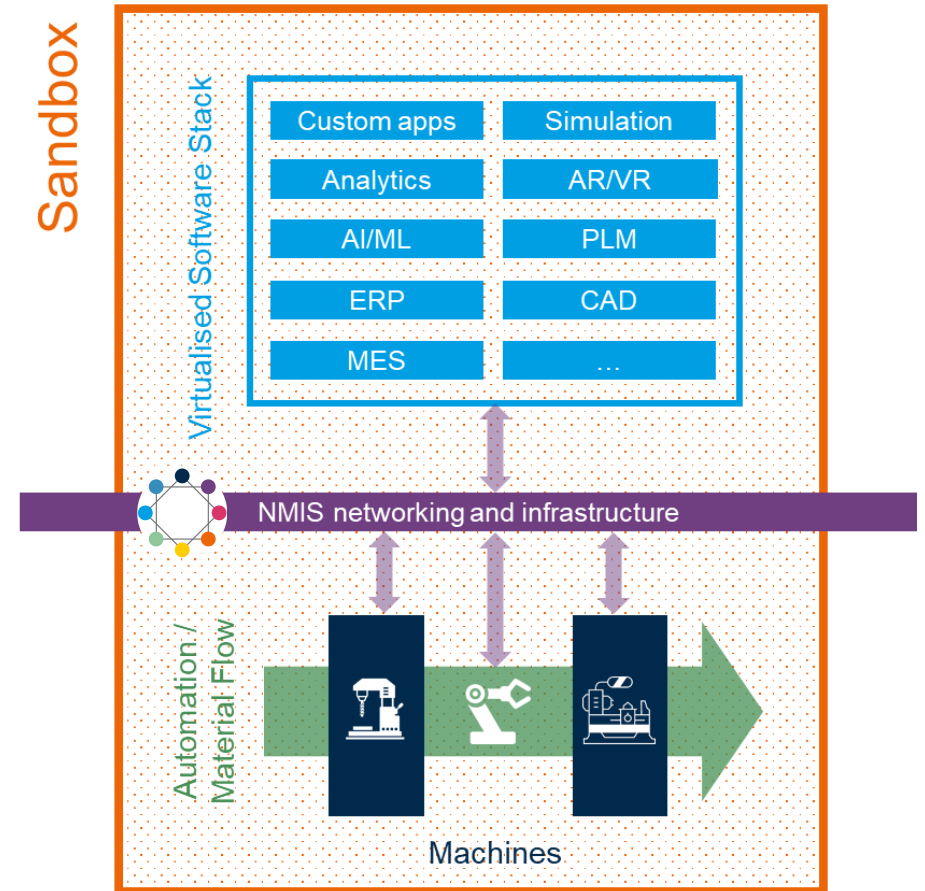 Sandbox
Virtualised Software Stack
Custom apps
Simulation
Analytics
AR/VR
AI/ML
PLM
ERP
CAD
MES
...
NMIS networking and infrastructure
Automation /
Material Flow
Machines